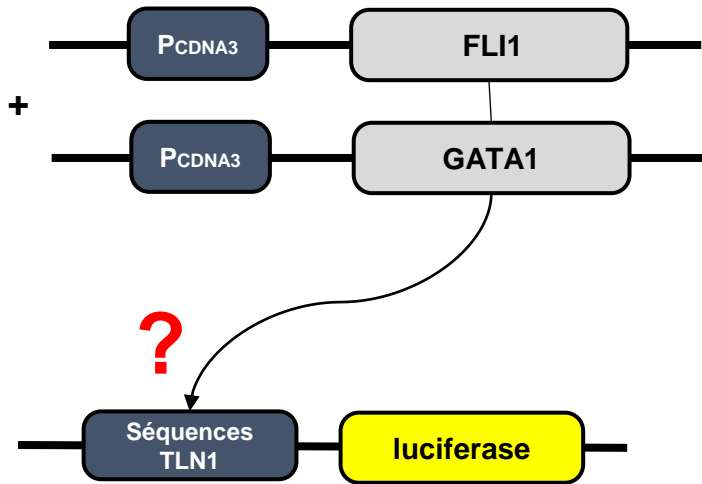 PCDNA3 FLI1
+
PCDNA3 GATA1
?
Séquences
TLN1
luciferase